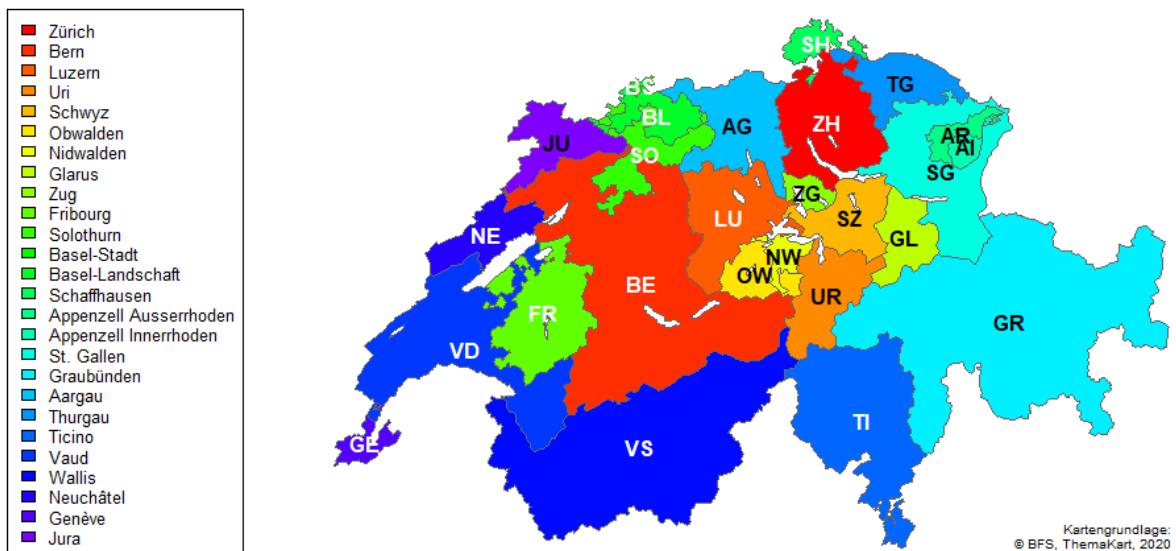 Zürich
Bern
Luzern
Uri
Schwyz
Obwalden
Nidwalden
Glarus
Zug
Fribourg
Solothurn
Basel-Stadt
Basel-Landschaft
Schaffhausen
Appenzell Ausserrhoden
Appenzell Innerrhoden
St. Gallen
Graubünden
Aargau
Thurgau
Ticino
Vaud
Wallis
Neuchâtel
Genève
Jura
SH
BS
TG
BL
AG
ZH
AR
JU
SO
AI
SG
ZG
LU
SZ
NE
GL
NW
OW
BE
UR
FR
GR
VD
TI
GE
VS
Kartengrundlage:
© BFS, ThemaKart, 2020